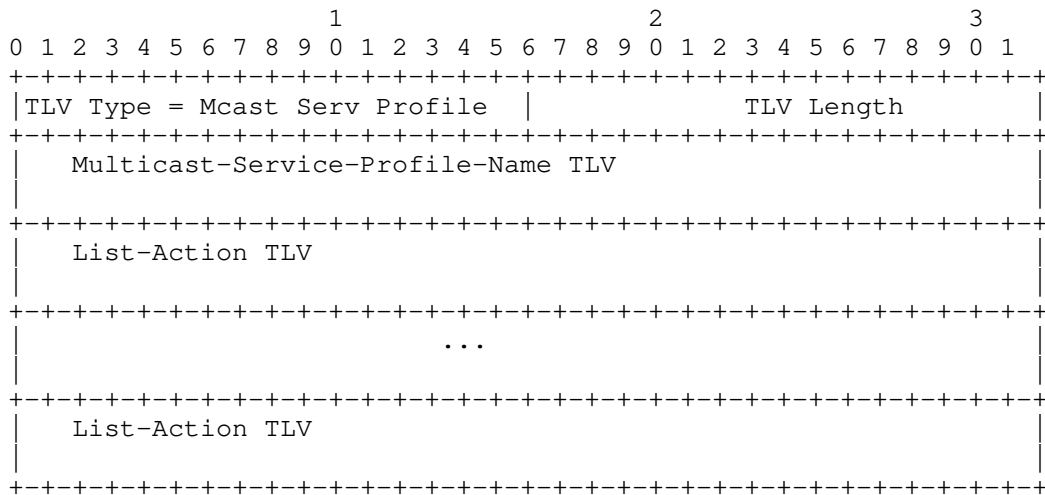 1                   2                   3
 0 1 2 3 4 5 6 7 8 9 0 1 2 3 4 5 6 7 8 9 0 1 2 3 4 5 6 7 8 9 0 1
+-+-+-+-+-+-+-+-+-+-+-+-+-+-+-+-+-+-+-+-+-+-+-+-+-+-+-+-+-+-+-+-+
|TLV Type = Mcast Serv Profile  |             TLV Length        |
+-+-+-+-+-+-+-+-+-+-+-+-+-+-+-+-+-+-+-+-+-+-+-+-+-+-+-+-+-+-+-+-+
|   Multicast-Service-Profile-Name TLV                          |
|                                                               |
+-+-+-+-+-+-+-+-+-+-+-+-+-+-+-+-+-+-+-+-+-+-+-+-+-+-+-+-+-+-+-+-+
|   List-Action TLV                                             |
|                                                               |
+-+-+-+-+-+-+-+-+-+-+-+-+-+-+-+-+-+-+-+-+-+-+-+-+-+-+-+-+-+-+-+-+
|                          ...                                  |
|                                                               |
+-+-+-+-+-+-+-+-+-+-+-+-+-+-+-+-+-+-+-+-+-+-+-+-+-+-+-+-+-+-+-+-+
|   List-Action TLV                                             |
|                                                               |
+-+-+-+-+-+-+-+-+-+-+-+-+-+-+-+-+-+-+-+-+-+-+-+-+-+-+-+-+-+-+-+-+